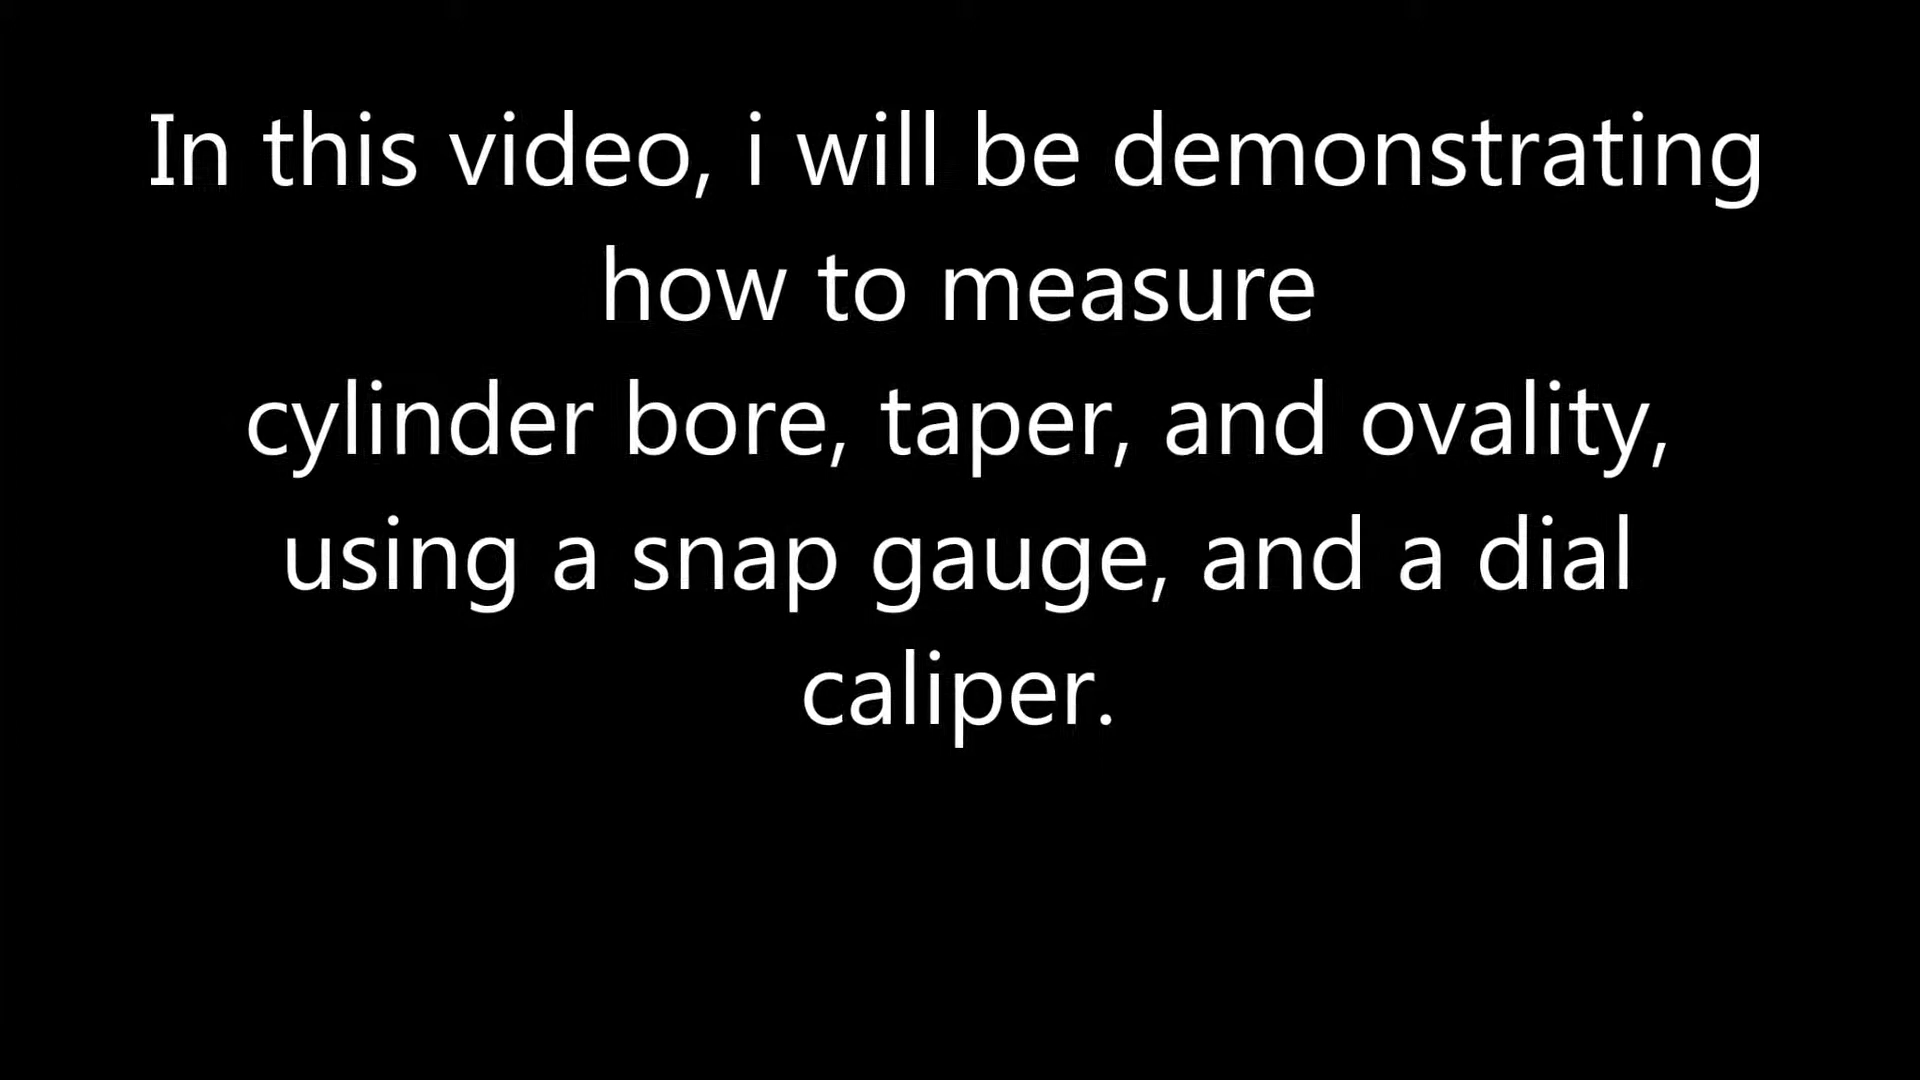 In this video, i will be demonstrating
how to measure
cylinder bore, taper, and ovality,
using a snap gauge, and a dial
caliper.